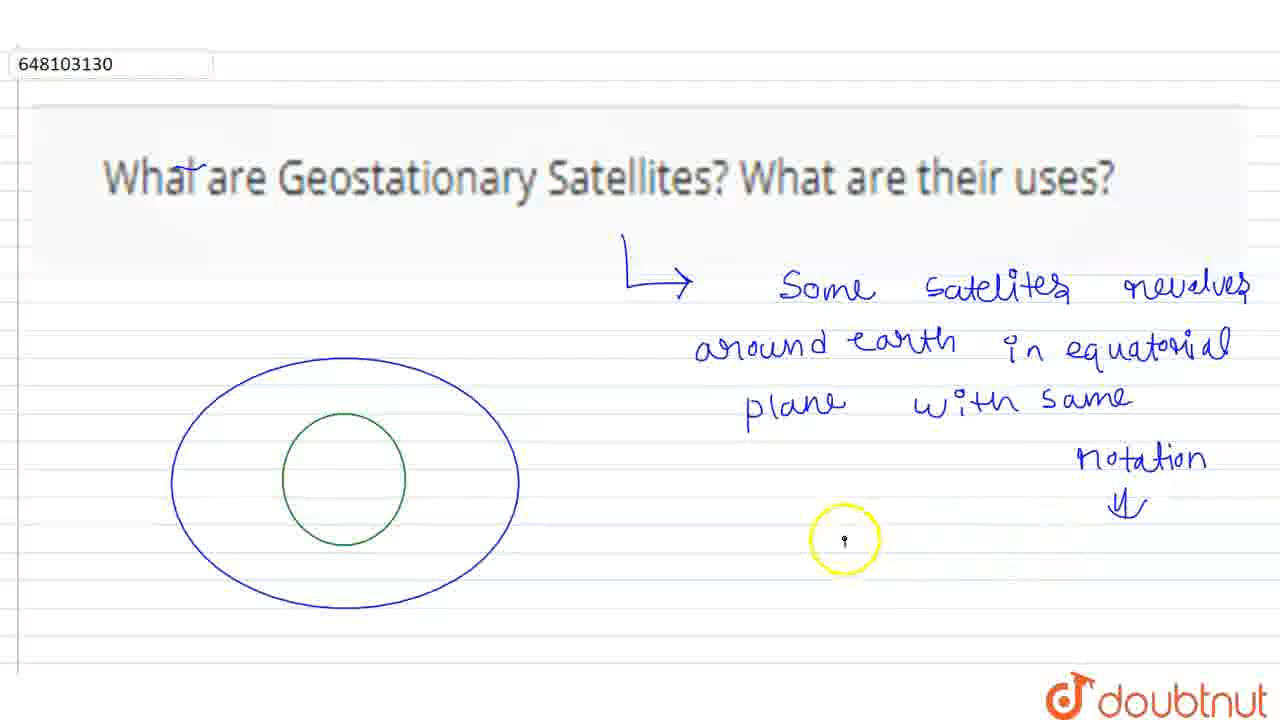 648103130
What are Geostationary Satellites? What are their uses?
Some satelites revolves
around earth in equatorial
plane with same
rotation
doubtnut